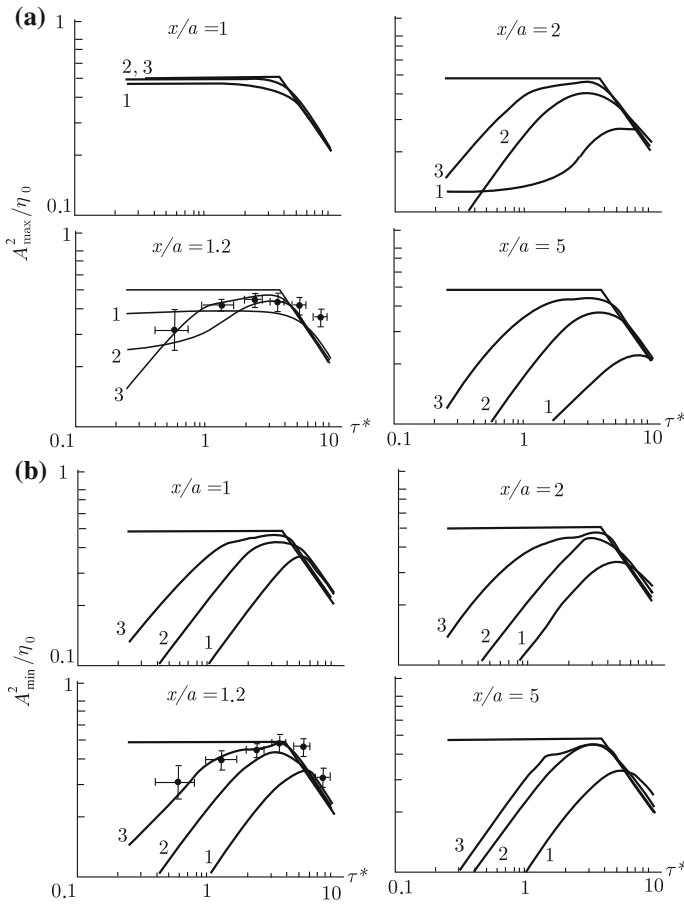 (a)
1
x/a = 1
2, 3
1
0.1
x/a = 2
3
2
1
A²max/η0
1
x/a = 1.2
1
2
3
0.1
1
10
τ*
x/a = 5
3
2
1
0.1
1
10
τ*
(b)
1
x/a = 1
3
2
1
0.1
x/a = 2
3
2
1
A²min/η0
1
x/a = 1.2
3
2
1
0.1
1
10
τ*
x/a = 5
3
2
1
0.1
1
10
τ*